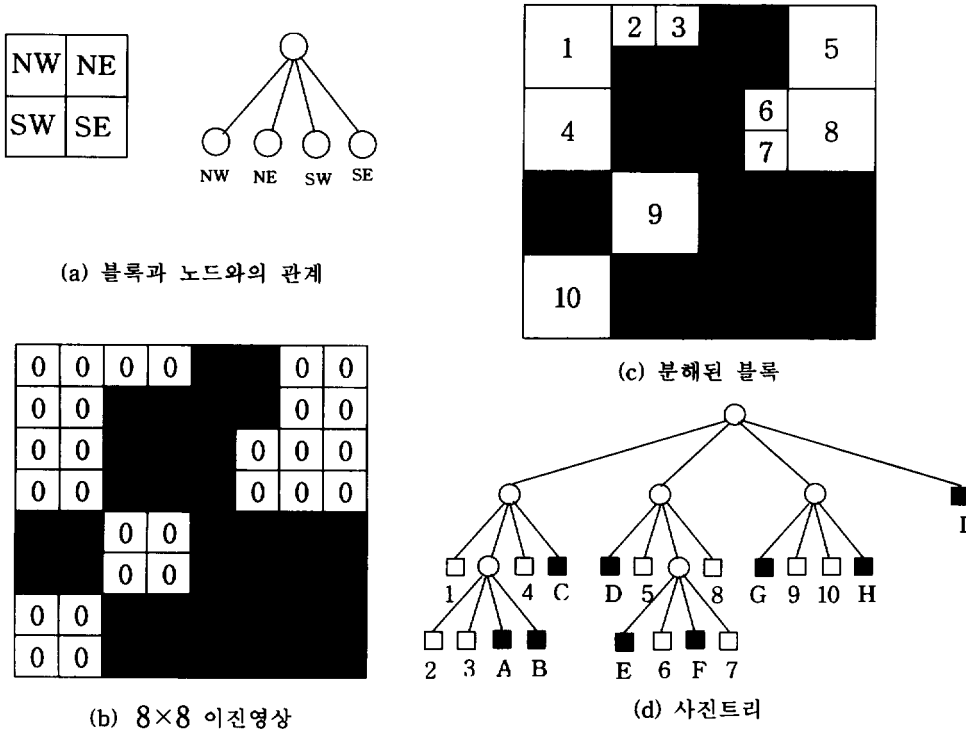 NW NE
SW SE
NW NE SW SE
(a) 블록과 노드와의 관계
0 0 0 0 0 0
0 0 0 0
0 0 0 0 0
0 0 0 0 0
0 0
0 0
0 0
0 0
(b) 8×8 이진영상
1 2 3 5
4 6 8
7
9
10
(c) 분해된 블록
I
1 4 C D 5 8 G 9 10 H
2 3 A B E 6 F 7
(d) 사진트리